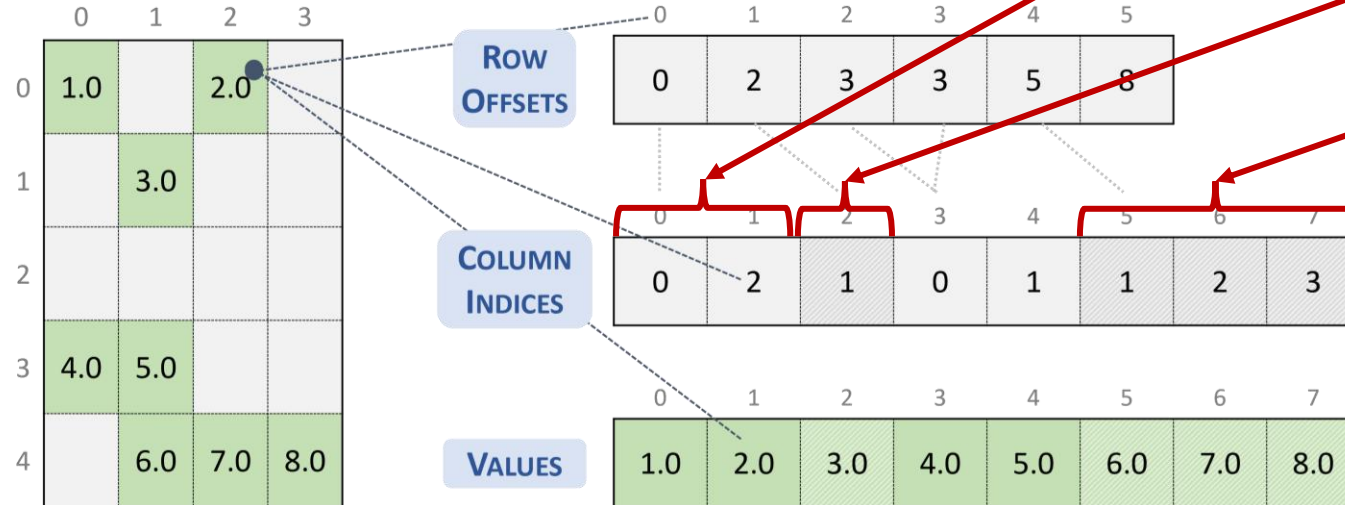 0 1 2 3
0 1.0 2.0
1 3.0
2
3 4.0 5.0
4 6.0 7.0 8.0
ROW
OFFSETS
0 1 2 3 4 5
0 2 3 3 5 8
COLUMN
INDICES
0 1 2 3 4 5 6 7
0 2 1 0 1 1 2 3
VALUES
0 1 2 3 4 5 6 7
1.0 2.0 3.0 4.0 5.0 6.0 7.0 8.0